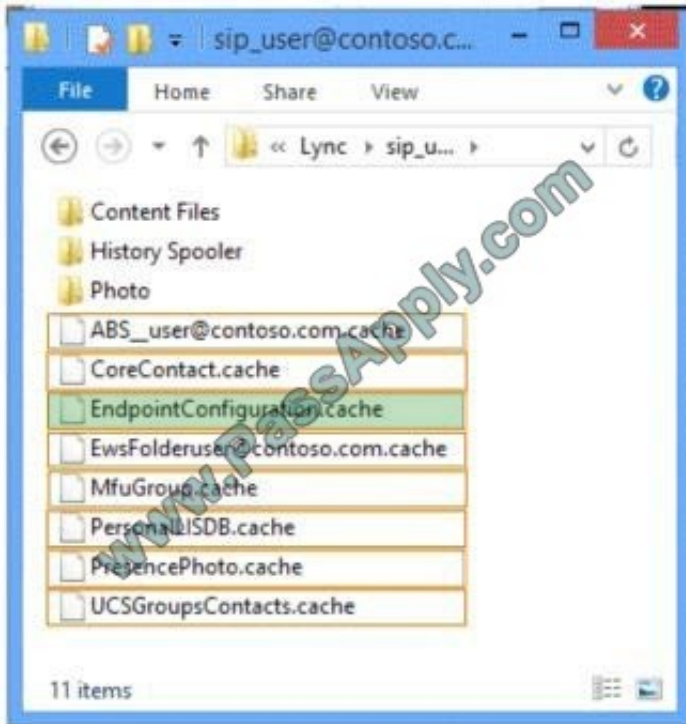 sip_user@contoso.c...
File Home Share View
« Lync ▸ sip_u... ▸
Content Files
History Spooler
Photo
ABS__user@contoso.com.cache
CoreContact.cache
EndpointConfiguration.cache
EwsFolderuser@contoso.com.cache
MfuGroup.cache
PersonalLISDB.cache
PresencePhoto.cache
UCSGroupsContacts.cache
11 items
www.PassApply.com